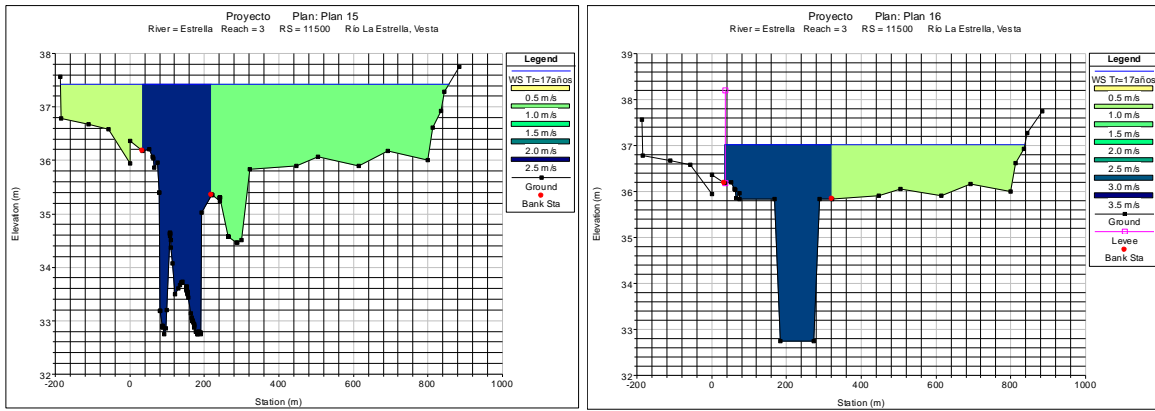 Proyecto Plan: Plan 15
River = Estrella Reach = 3 RS = 11500 Río La Estrella, Vesta
38
37
36
35
34
33
32
Elevation (m)
-200
0
200
400
600
800
1000
Station (m)
Legend
WS Tr=17años
0.5 m/s
1.0 m/s
1.5 m/s
2.0 m/s
2.5 m/s
Ground
Bank Sta
Proyecto Plan: Plan 16
River = Estrella Reach = 3 RS = 11500 Río La Estrella, Vesta
39
38
37
36
35
34
33
32
Elevation (m)
-200
0
200
400
600
800
1000
Station (m)
Legend
WS Tr=17años
0.5 m/s
1.0 m/s
1.5 m/s
2.0 m/s
2.5 m/s
3.0 m/s
3.5 m/s
Ground
Levee
Bank Sta